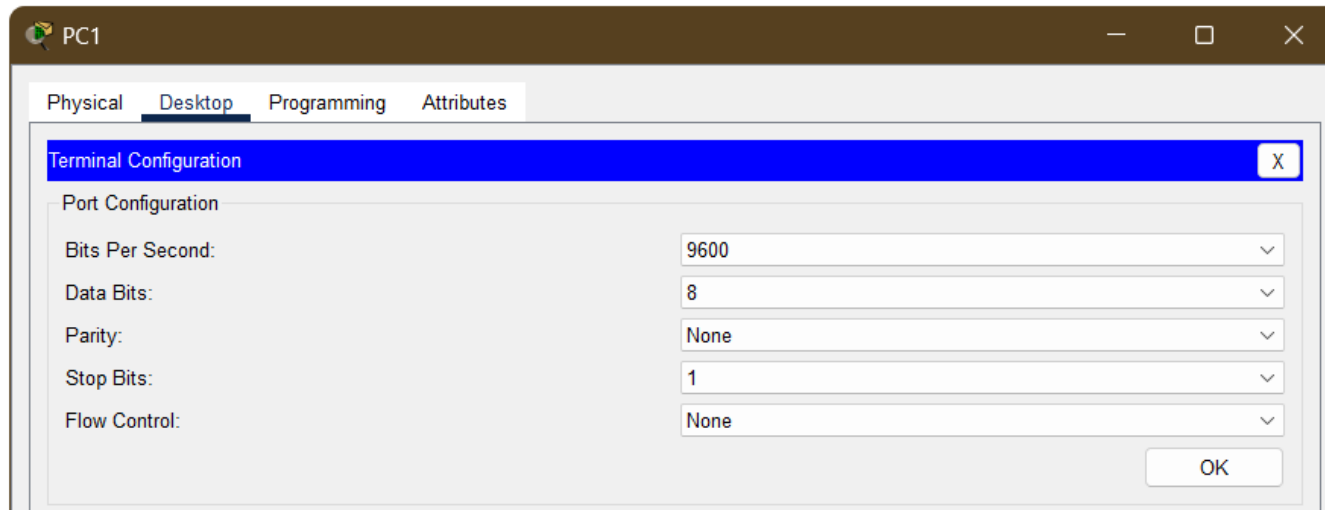 PC1
Physical Desktop Programming Attributes
Terminal Configuration X
Port Configuration
Bits Per Second: 9600
Data Bits: 8
Parity: None
Stop Bits: 1
Flow Control: None
OK